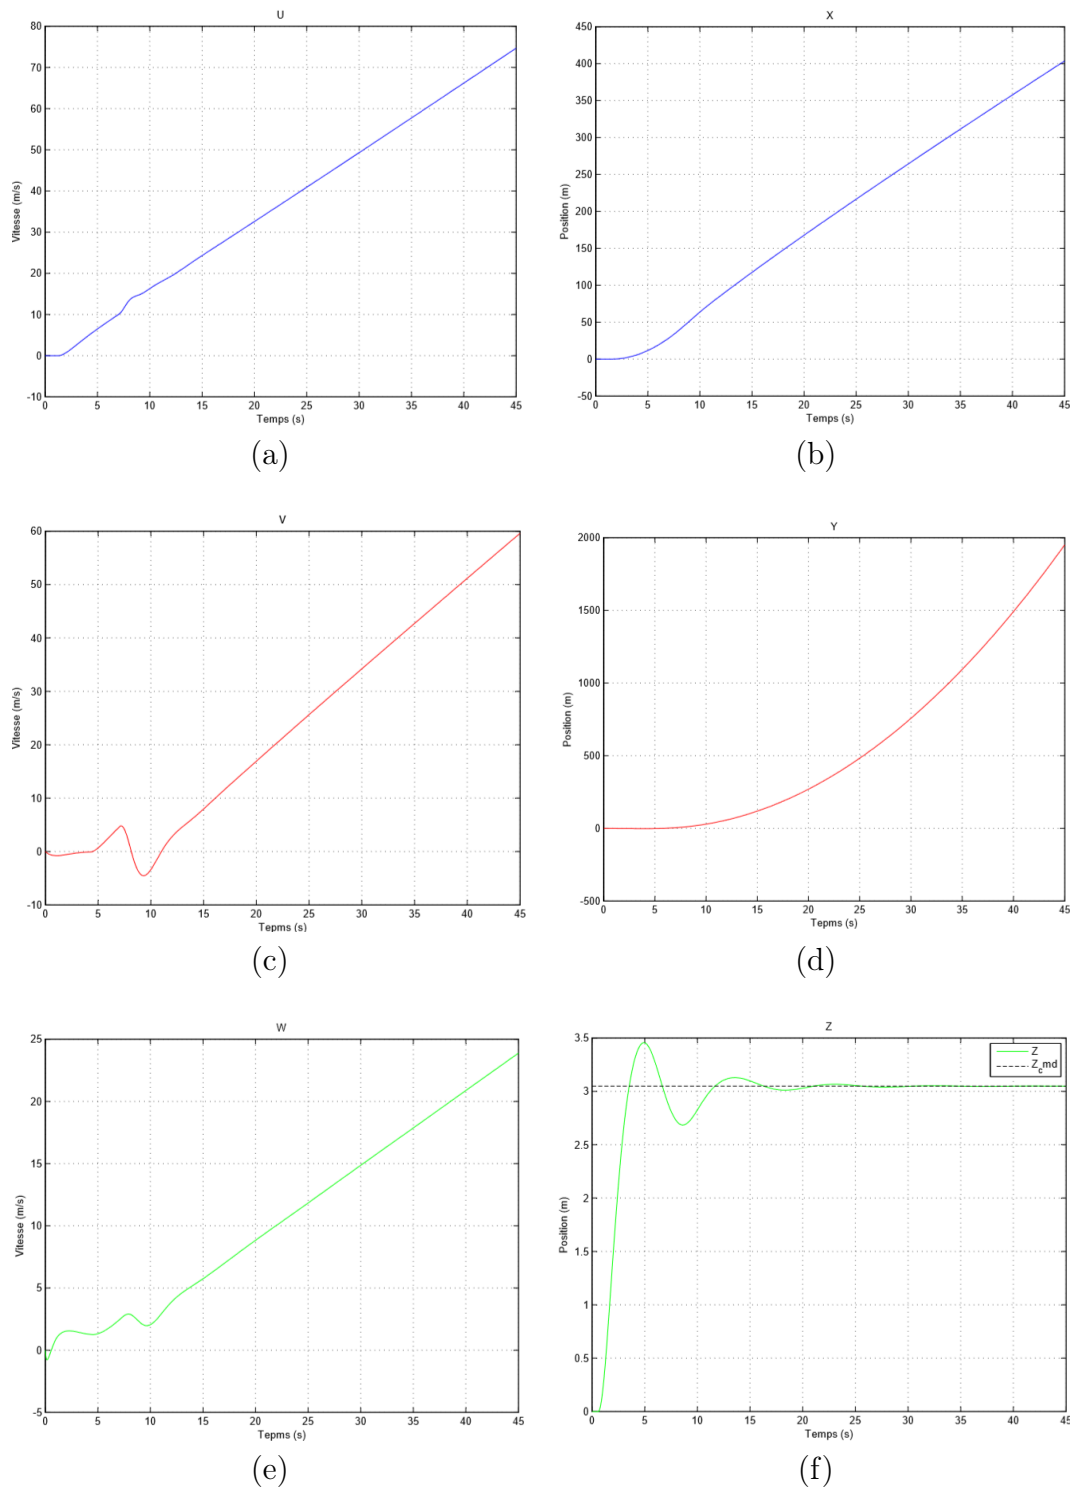 U
80
70
60
50
40
30
20
10
0
-10
Vitesse (m/s)
0 5 10 15 20 25 30 35 40 45
Temps (s)
(a)
X
450
400
350
300
250
200
150
100
50
0
-50
Position (m)
0 5 10 15 20 25 30 35 40 45
Temps (s)
(b)
V
60
50
40
30
20
10
0
-10
Vitesse (m/s)
0 5 10 15 20 25 30 35 40 45
Tepms (s)
(c)
Y
2000
1500
1000
500
0
-500
Position (m)
0 5 10 15 20 25 30 35 40 45
Tepms (s)
(d)
W
25
20
15
10
5
0
-5
Vitesse (m/s)
0 5 10 15 20 25 30 35 40 45
Tepms (s)
(e)
Z
3.5
3
2.5
2
1.5
1
0.5
0
Position (m)
Z
Z_cmd
0 5 10 15 20 25 30 35 40 45
Temps (s)
(f)